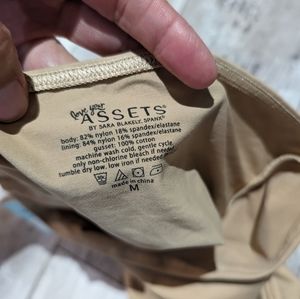 love your
ASSETS
BY SARA BLAKELY, SPANX®
body: 82% nylon 18% spandex/elastane
lining: 84% nylon 16% spandex/elastane
gusset: 100% cotton
machine wash cold, gentle cycle,
only non-chlorine bleach if needed
tumble dry low, low iron if needed
made in china
M